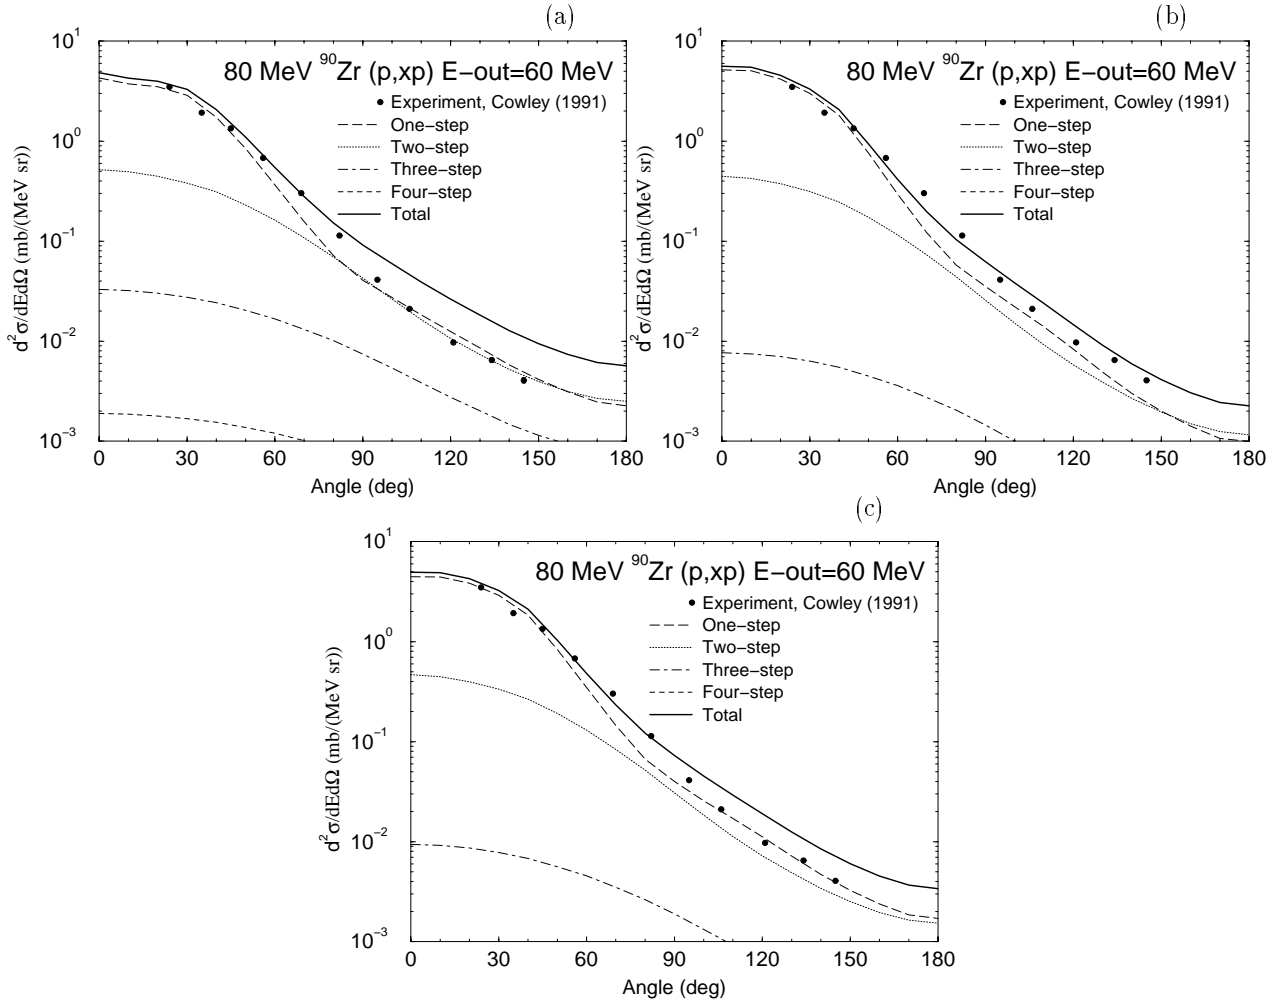 (a)
80 MeV ⁹⁰Zr (p,xp) E−out=60 MeV
Experiment, Cowley (1991)
One−step
Two−step
Three−step
Four−step
Total
d²σ/dEdΩ (mb/(MeV sr))
10¹
10⁰
10⁻¹
10⁻²
10⁻³
0 30 60 90 120 150 180
Angle (deg)
(b)
80 MeV ⁹⁰Zr (p,xp) E−out=60 MeV
Experiment, Cowley (1991)
One−step
Two−step
Three−step
Four−step
Total
d²σ/dEdΩ (mb/(MeV sr))
10¹
10⁰
10⁻¹
10⁻²
10⁻³
0 30 60 90 120 150 180
Angle (deg)
(c)
80 MeV ⁹⁰Zr (p,xp) E−out=60 MeV
Experiment, Cowley (1991)
One−step
Two−step
Three−step
Four−step
Total
d²σ/dEdΩ (mb/(MeV sr))
10¹
10⁰
10⁻¹
10⁻²
10⁻³
0 30 60 90 120 150 180
Angle (deg)